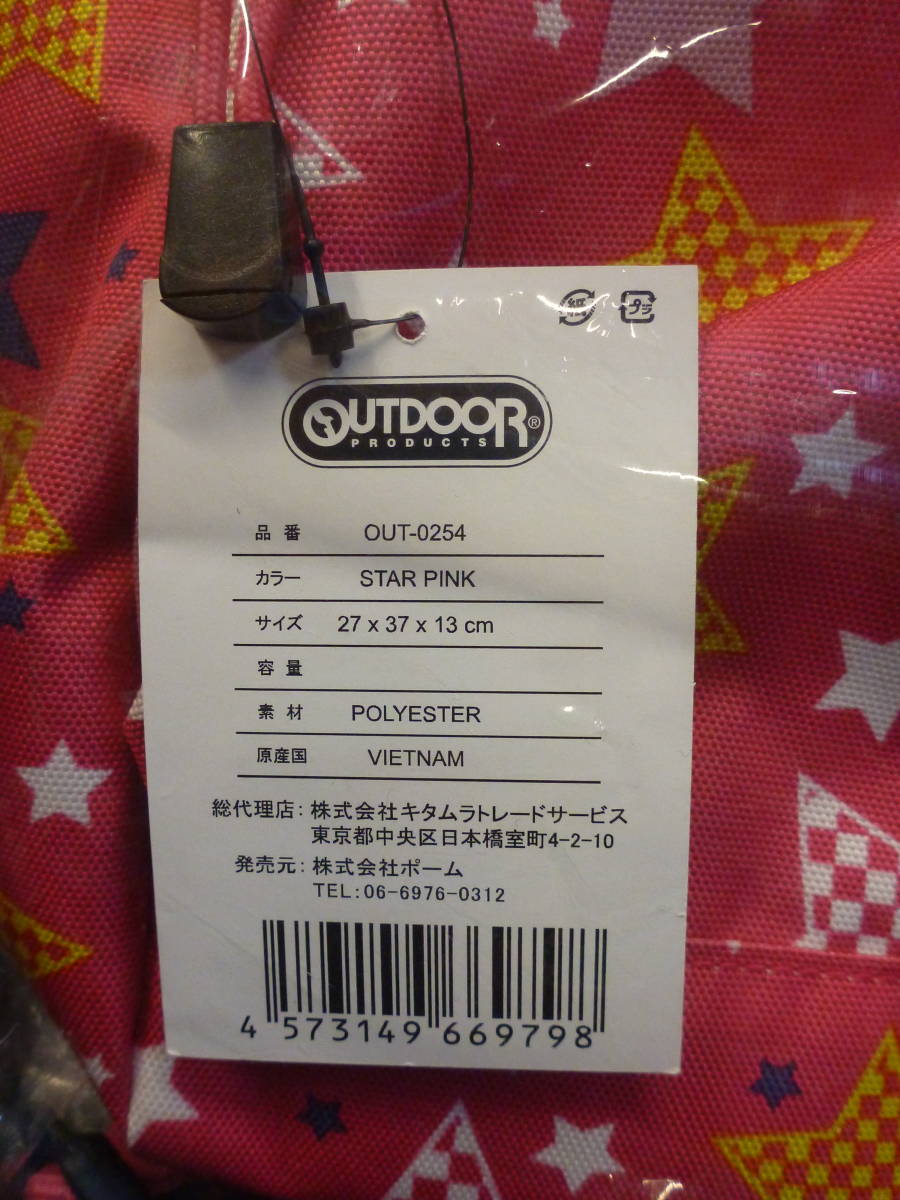 紙 プラ
OUTDOOR®
PRODUCTS
品番 OUT-0254
カラー STAR PINK
サイズ 27 x 37 x 13 cm
容量
素材 POLYESTER
原産国 VIETNAM
総代理店：株式会社キタムラトレードサービス
東京都中央区日本橋室町4-2-10
発売元：株式会社ポーム
TEL:06-6976-0312
4 573149 669798